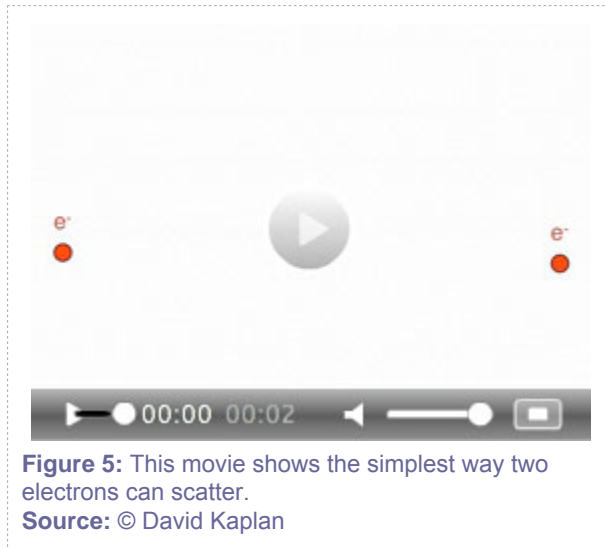 e-
e-
00:00 00:02
Figure 5: This movie shows the simplest way two
electrons can scatter.
Source: © David Kaplan